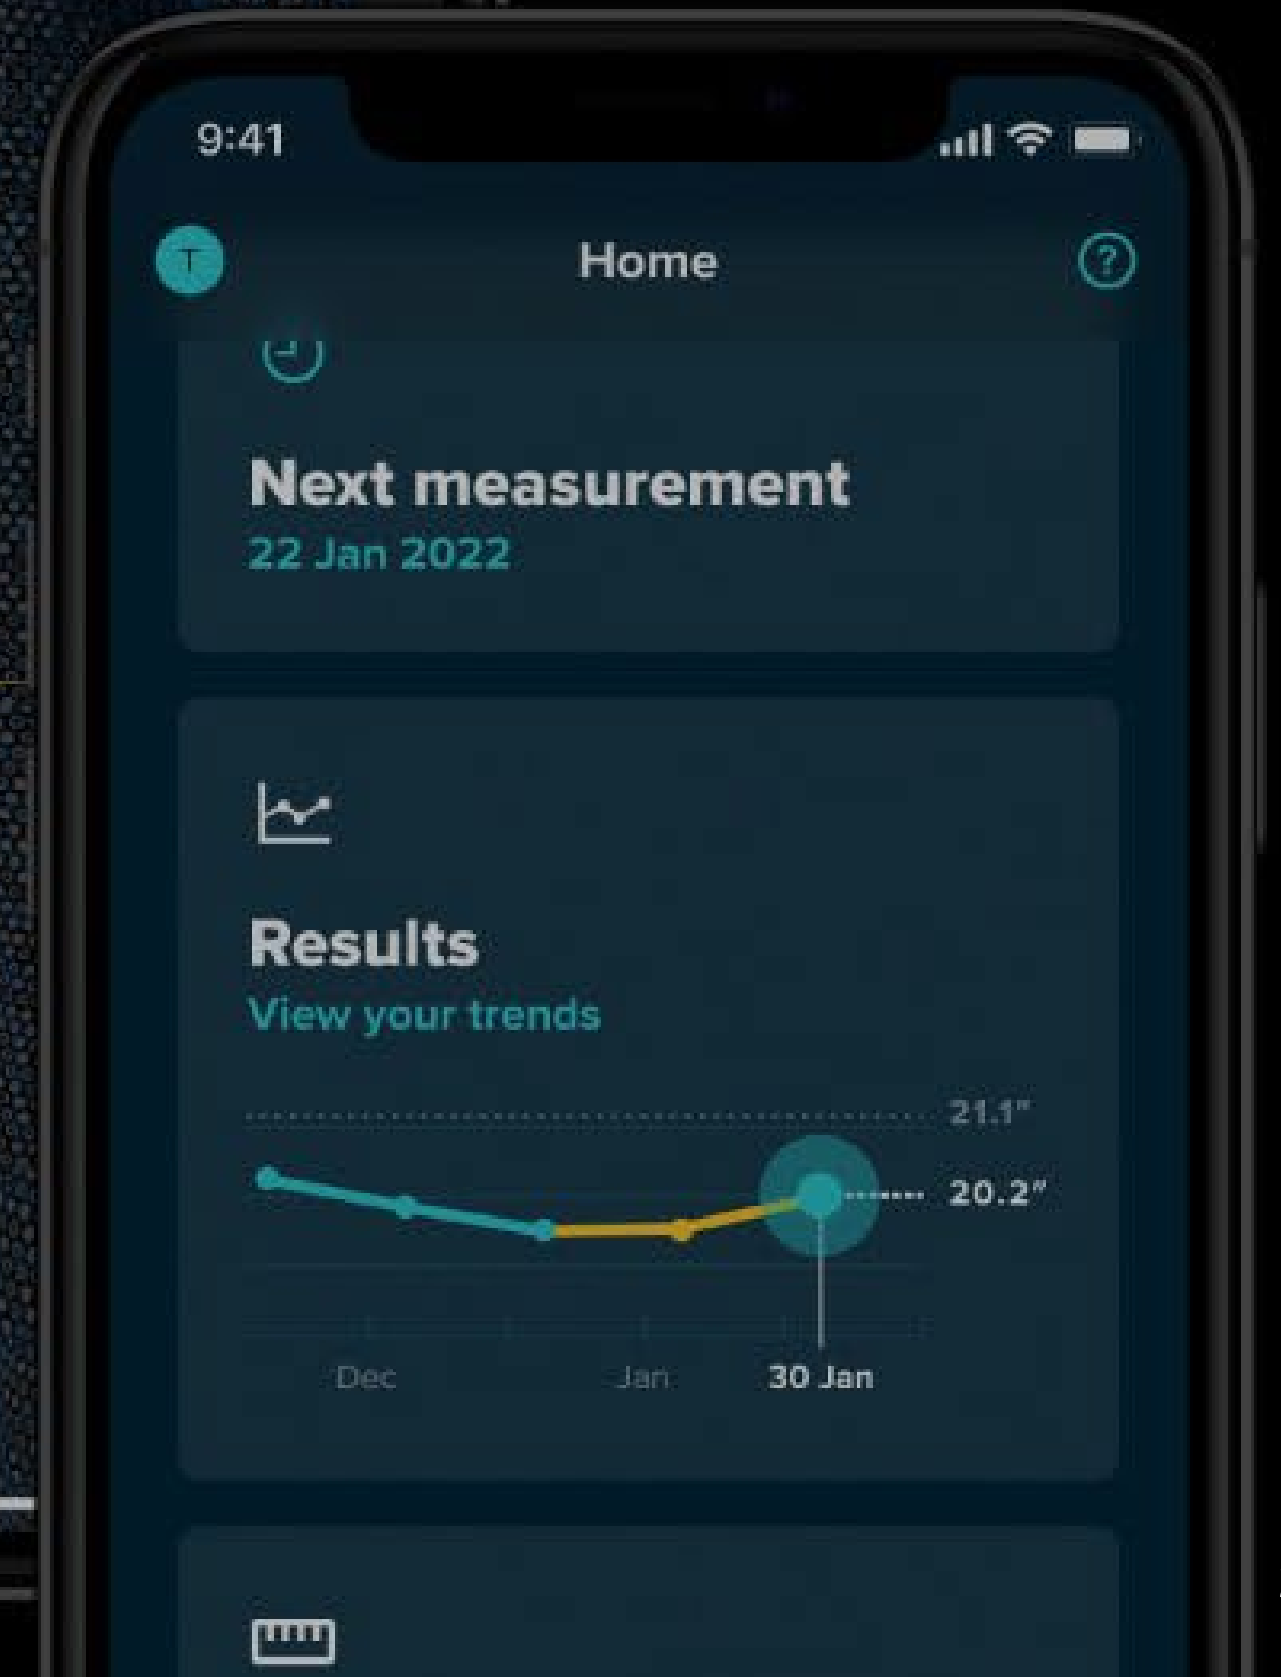 9:41
T
Home
?
Next measurement
22 Jan 2022
Results
View your trends
21.1"
20.2"
Dec
Jan
30 Jan